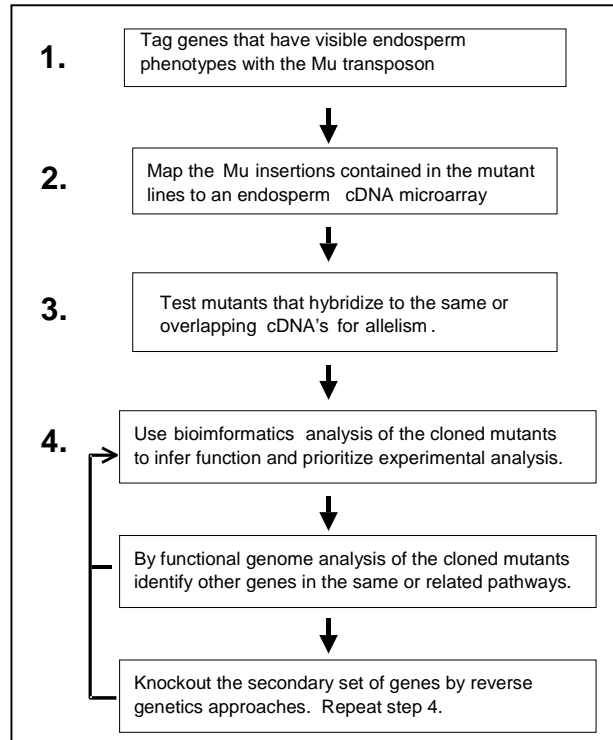 1.
Tag genes that have visible endosperm
phenotypes with the Mu transposon
2.
Map the Mu insertions contained in the mutant
lines to an endosperm cDNA microarray
3.
Test mutants that hybridize to the same or
overlapping cDNA's for allelism .
4.
Use bioimformatics analysis of the cloned mutants
to infer function and prioritize experimental analysis.
By functional genome analysis of the cloned mutants
identify other genes in the same or related pathways.
Knockout the secondary set of genes by reverse
genetics approaches. Repeat step 4.